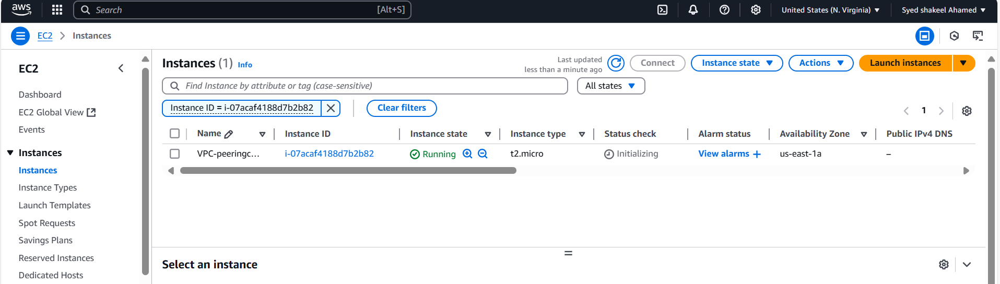 aws
Search [Alt+S]
United States (N. Virginia)
Syed shakeel Ahamed
EC2 Instances
EC2
Dashboard
EC2 Global View
Events
Instances
Instances
Instance Types
Launch Templates
Spot Requests
Savings Plans
Reserved Instances
Dedicated Hosts
Instances (1) Info
Last updated
less than a minute ago
Connect
Instance state
Actions
Launch instances
Find Instance by attribute or tag (case-sensitive)
All states
Instance ID = i-07acaf4188d7b2b82
Clear filters
1
Name Instance ID Instance state Instance type Status check Alarm status Availability Zone Public IPv4 DNS
VPC-peeringc... i-07acaf4188d7b2b82 Running t2.micro Initializing View alarms + us-east-1a –
Select an instance